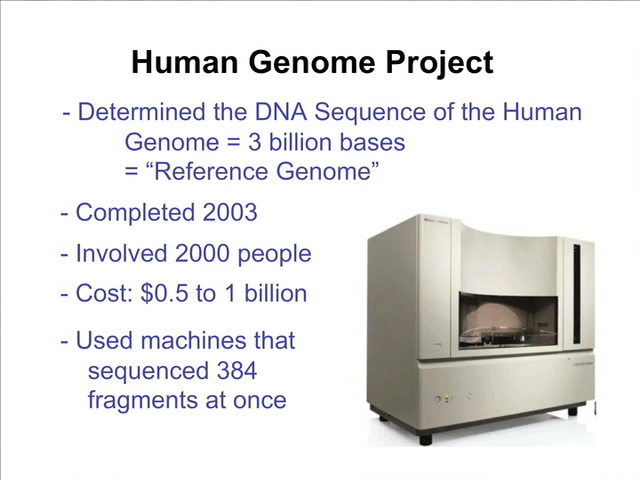 Human Genome Project
- Determined the DNA Sequence of the Human
Genome = 3 billion bases
= “Reference Genome”
- Completed 2003
- Involved 2000 people
- Cost: $0.5 to 1 billion
- Used machines that
sequenced 384
fragments at once